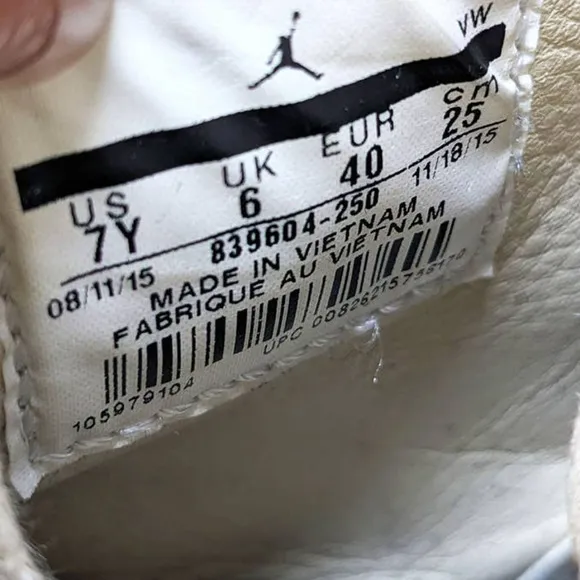 VW
US UK EUR cm
7Y 6 40 25
08/11/15 839604-250 11/18/15
MADE IN VIETNAM
FABRIQUE AU VIETNAM
105979104 UPC